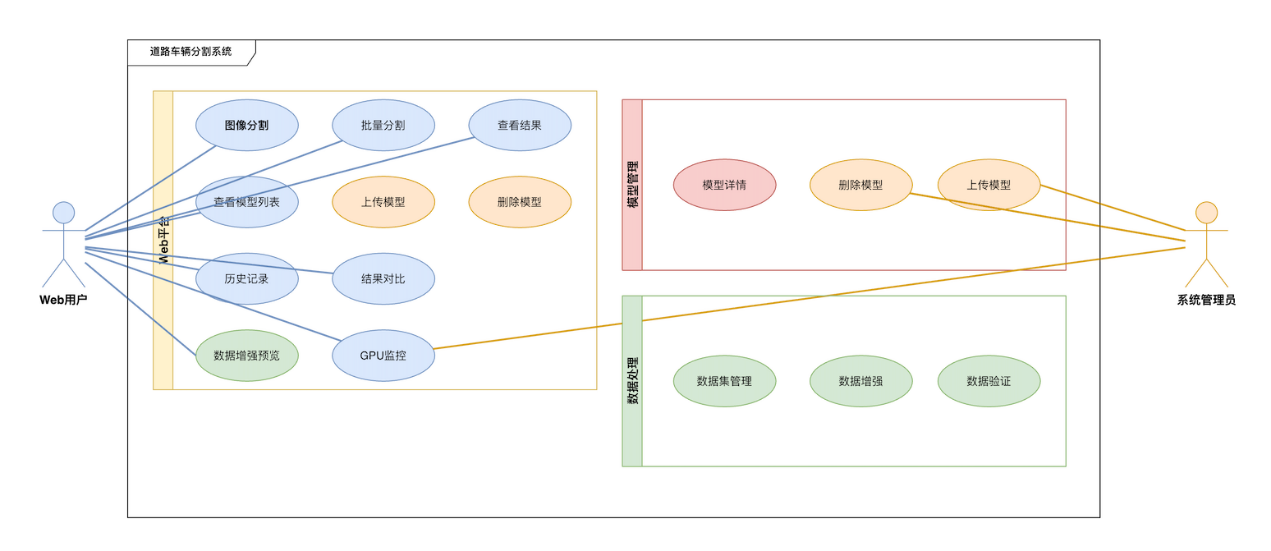 道路车辆分割系统
Web平台
图像分割
批量分割
查看结果
查看模型列表
上传模型
删除模型
历史记录
结果对比
数据增强预览
GPU监控
模型管理
模型详情
删除模型
上传模型
数据处理
数据集管理
数据增强
数据验证
Web用户
系统管理员